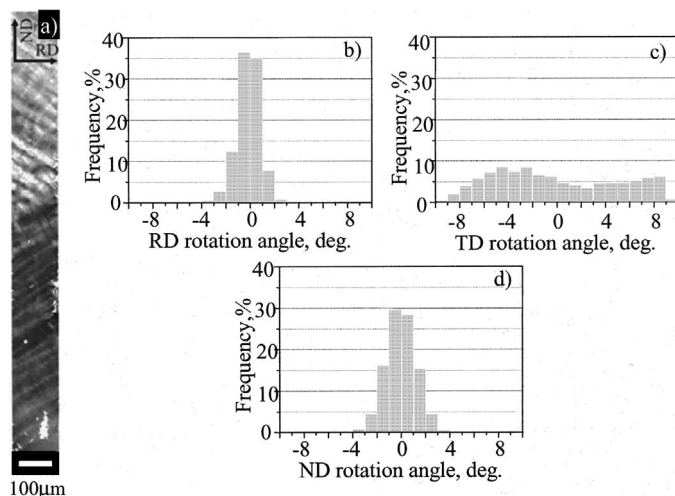 ND
a)
RD
100µm
b)
Frequency,%
40
30
20
10
0
-8 -4 0 4 8
RD rotation angle, deg.
c)
Frequency,%
40
30
20
10
0
-8 -4 0 4 8
TD rotation angle, deg.
d)
Frequency,%
40
30
20
10
0
-8 -4 0 4 8
ND rotation angle, deg.